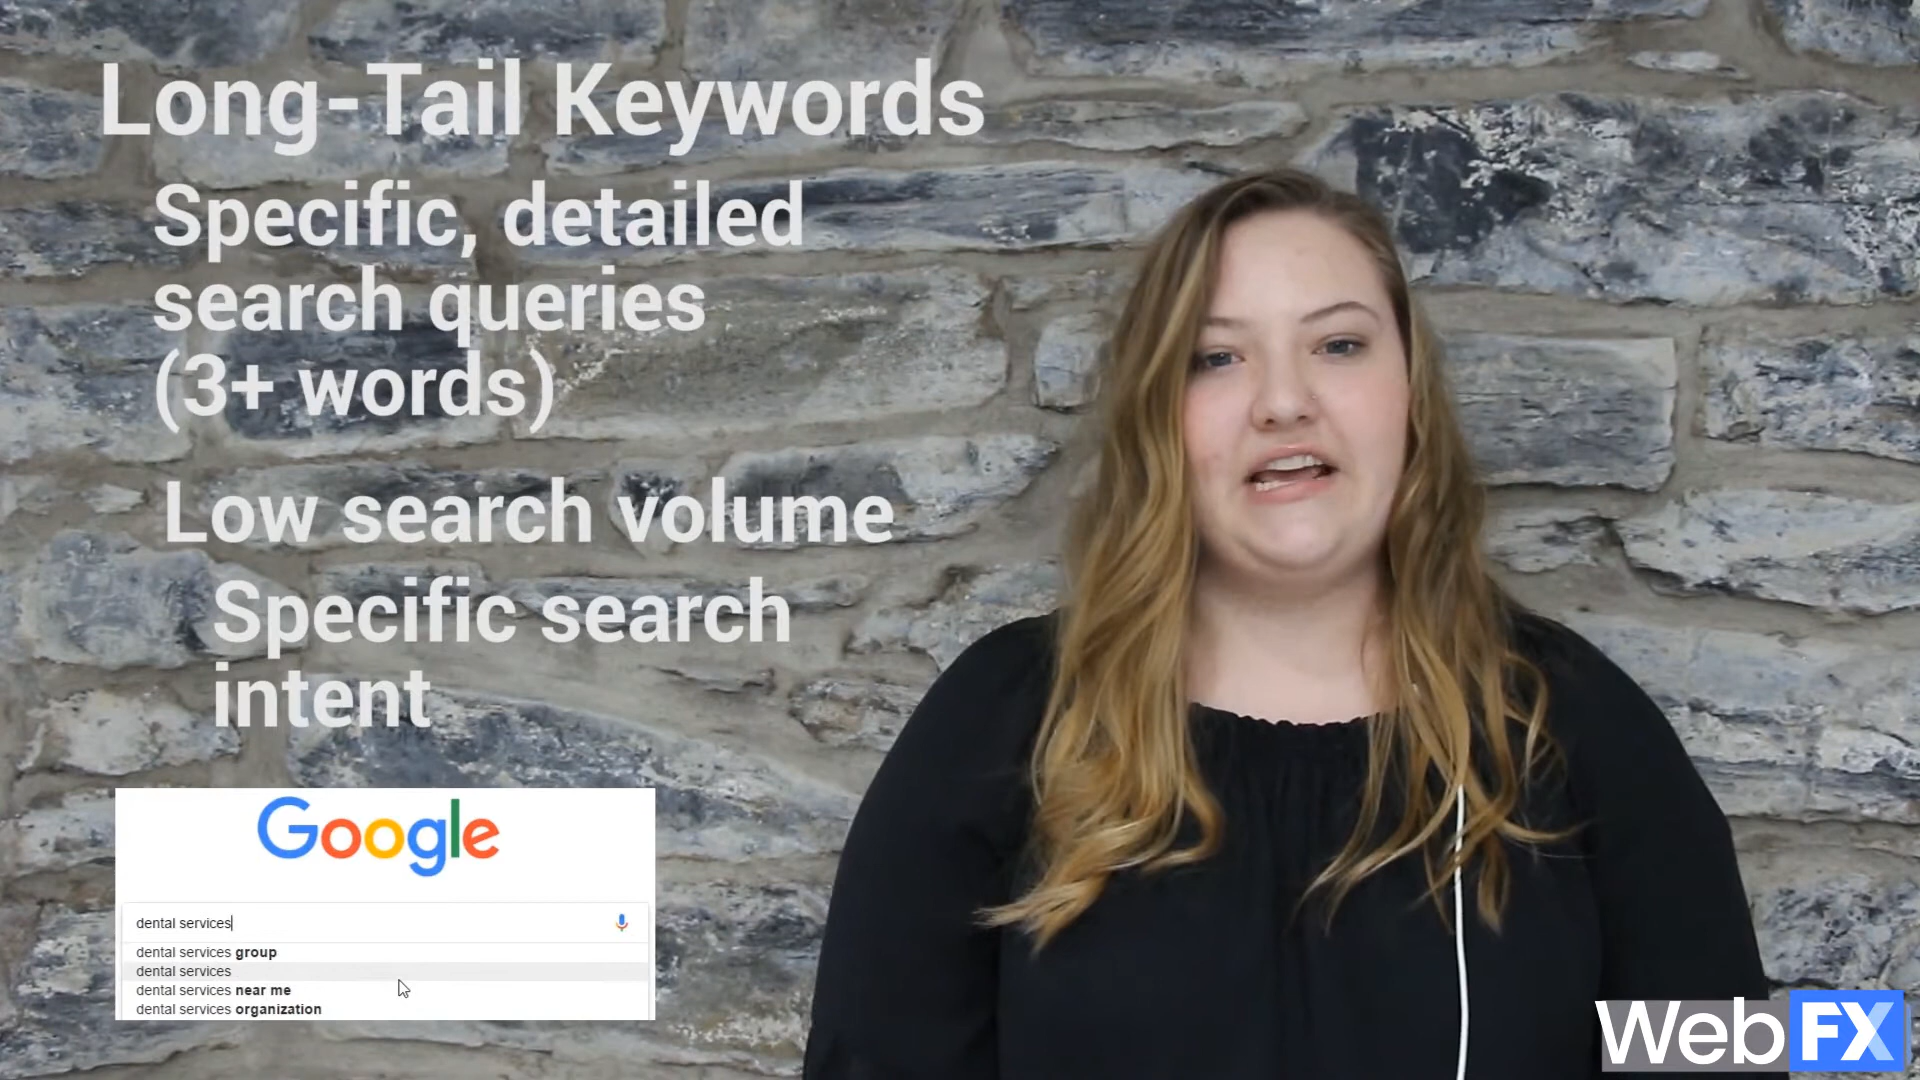 Long-Tail Keywords
Specific, detailed
search queries
(3+ words)
Low search volume
Specific search
intent
Google
dental services
dental services group
dental services
dental services near me
dental services organization
WebFX